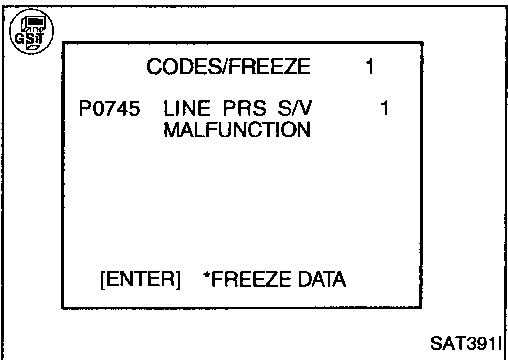 GST
CODES/FREEZE 1
P0745 LINE PRS S/V 1
MALFUNCTION
[ENTER] *FREEZE DATA
SAT391I